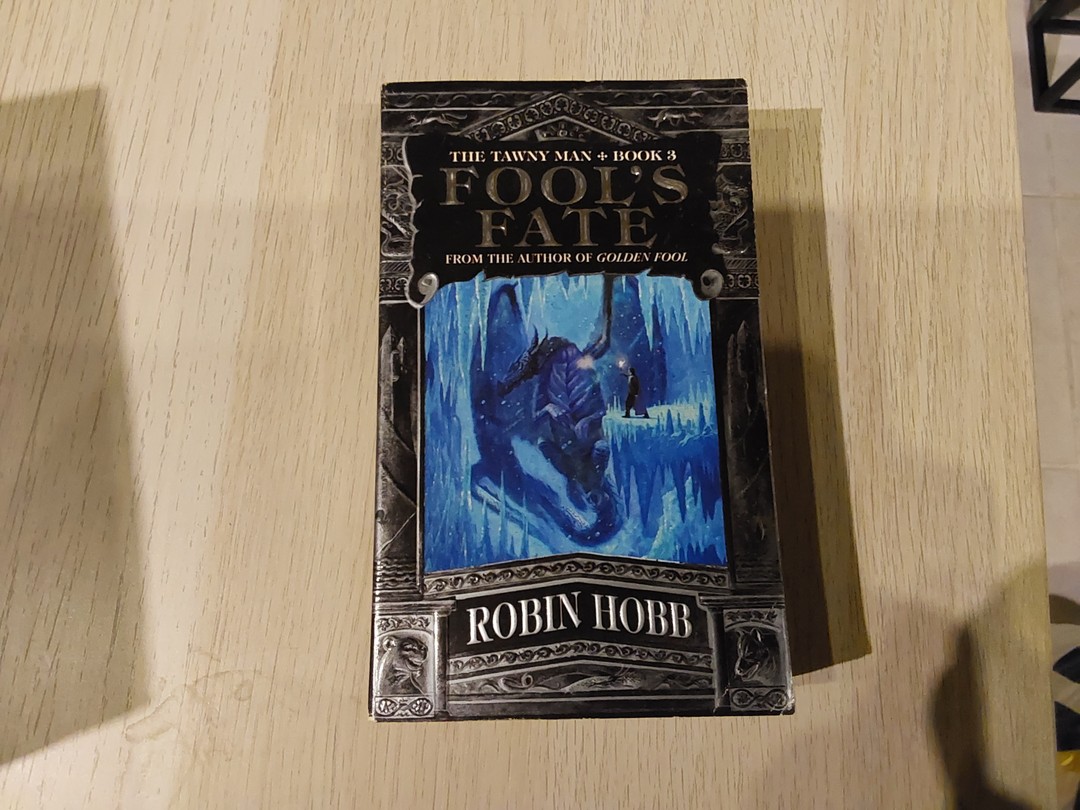 THE TAWNY MAN ✣ BOOK 3
FOOL'S
FATE
FROM THE AUTHOR OF GOLDEN FOOL
ROBIN HOBB